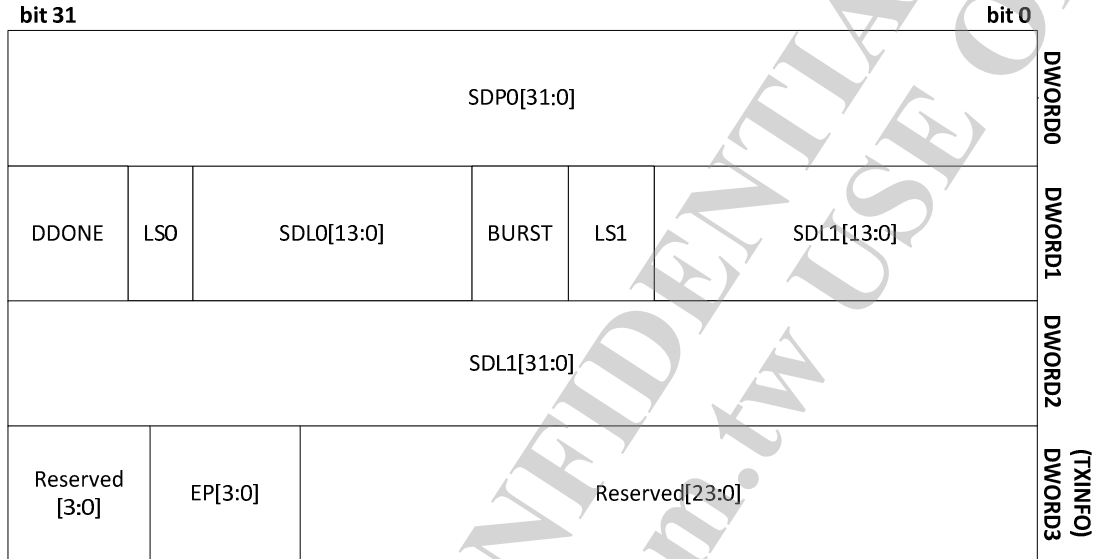 bit 31 bit 0
SDP0[31:0]
DWORD0
DDONE LS0 SDL0[13:0] BURST LS1 SDL1[13:0]
DWORD1
SDL1[31:0]
DWORD2
Reserved
[3:0]
EP[3:0]
Reserved[23:0]
(TXINFO)
DWORD3